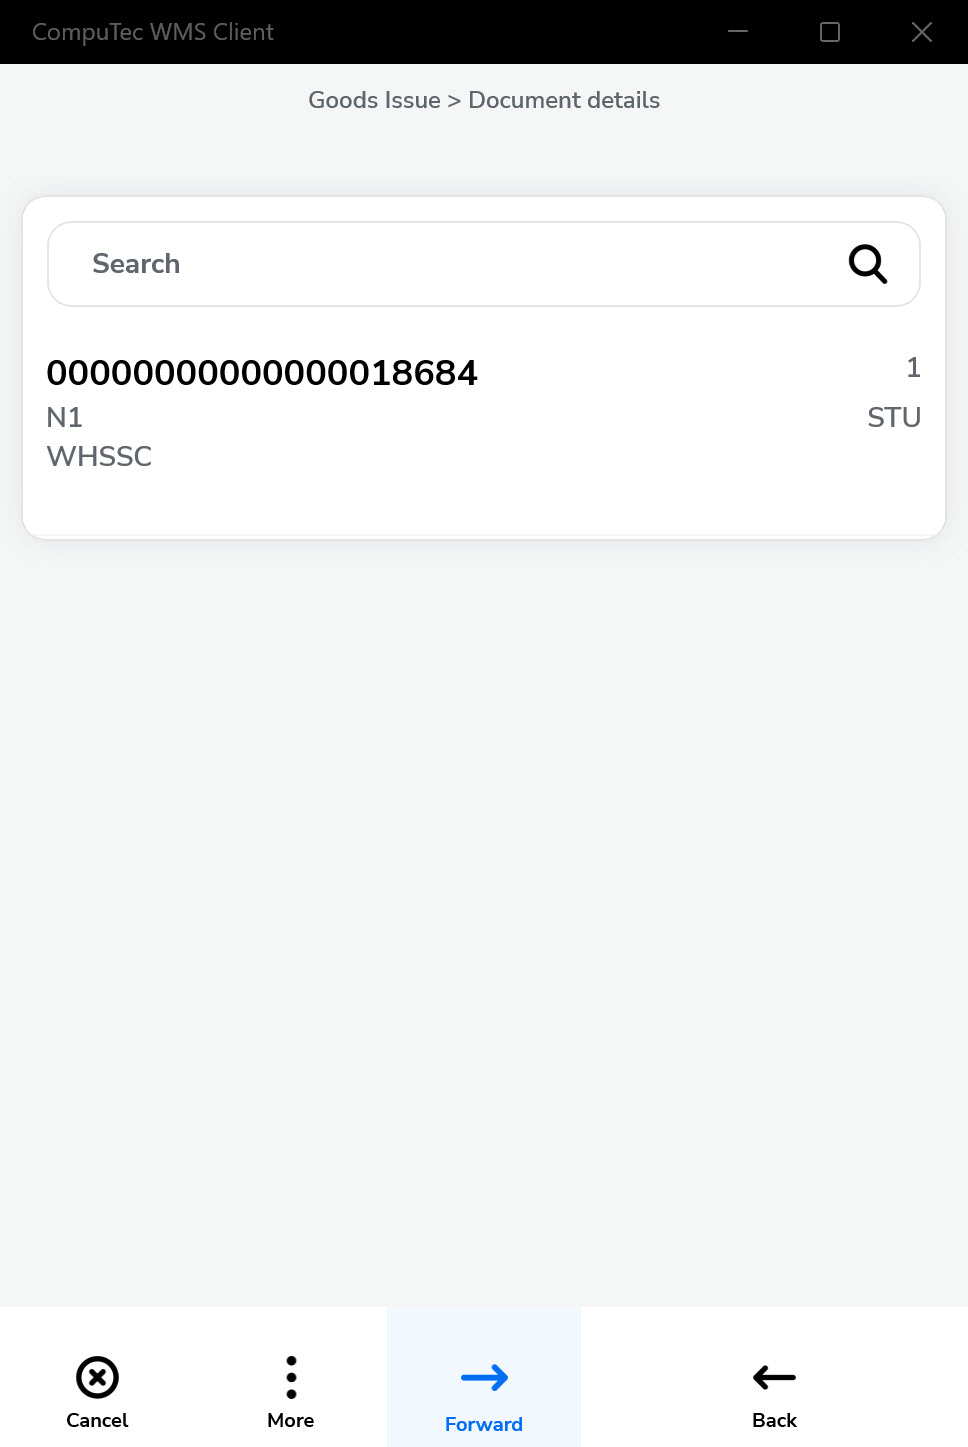 CompuTec WMS Client
Goods Issue > Document details
Search
00000000000000018684
1
N1
STU
WHSSC
Cancel
More
Forward
Back